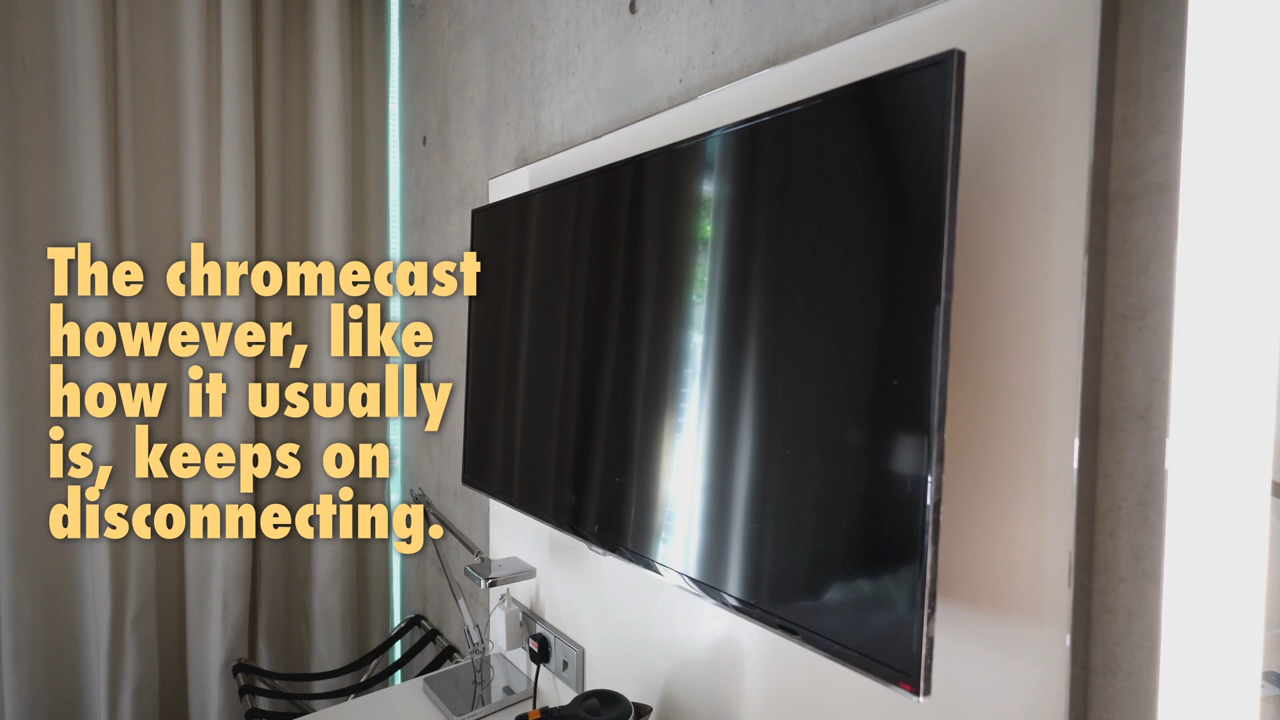 The chromecast
however, like
how it usually
is, keeps on
disconnecting.